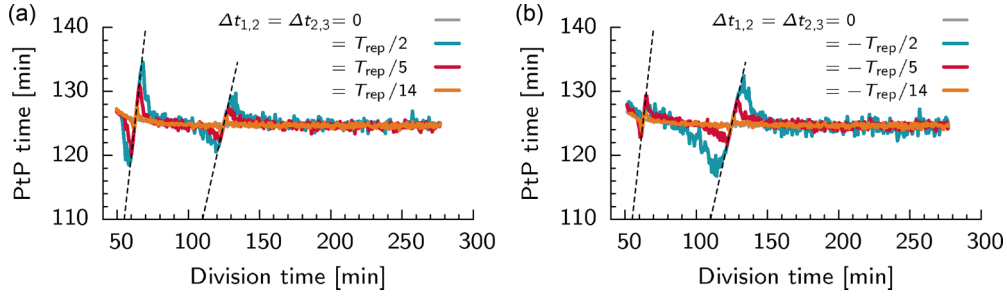 (a)
Δt1,2 = Δt2,3= 0
= Trep/2
= Trep/5
= Trep/14
PtP time [min]
140
130
120
110
50 100 150 200 250 300
Division time [min]
(b)
Δt1,2 = Δt2,3= 0
= −Trep/2
= −Trep/5
= −Trep/14
PtP time [min]
140
130
120
110
50 100 150 200 250 300
Division time [min]